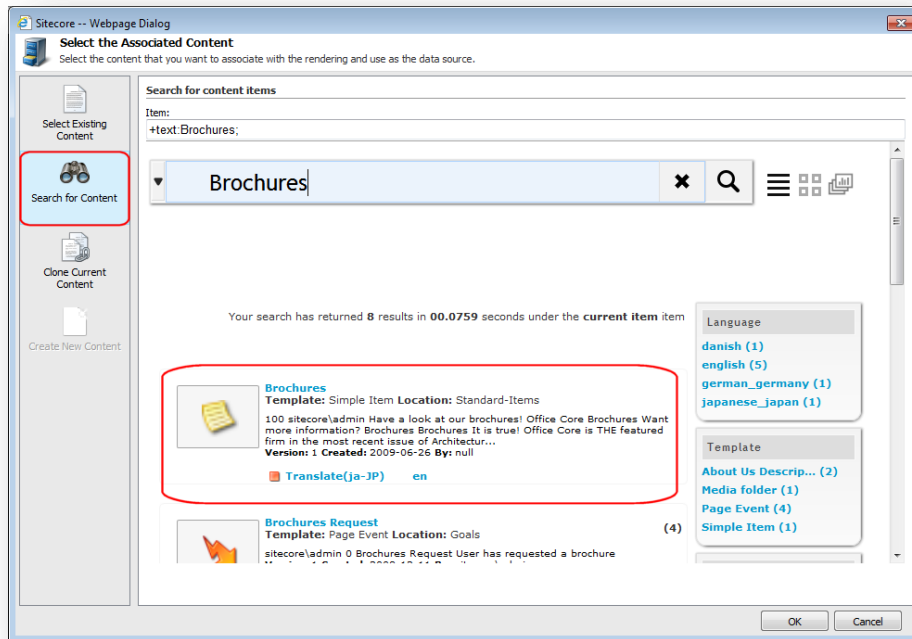 Sitecore -- Webpage Dialog
Select the Associated Content
Select the content that you want to associate with the rendering and use as the data source.
Select Existing
Content
Search for Content
Clone Current
Content
Create New Content
Search for content items
Item:
+text:Brochures;
Brochures
Your search has returned 8 results in 00.0759 seconds under the current item item
Brochures
Template: Simple Item Location: Standard-Items
100 sitecore\admin Have a look at our brochures! Office Core Brochures Want
more information? Brochures Brochures It is true! Office Core is THE featured
firm in the most recent issue of Architectur...
Version: 1 Created: 2009-06-26 By: null
Translate(ja-JP) en
Brochures Request (4)
Template: Page Event Location: Goals
sitecore\admin 0 Brochures Request User has requested a brochure
Language
danish (1)
english (5)
german_germany (1)
japanese_japan (1)
Template
About Us Descrip... (2)
Media folder (1)
Page Event (4)
Simple Item (1)
OK Cancel